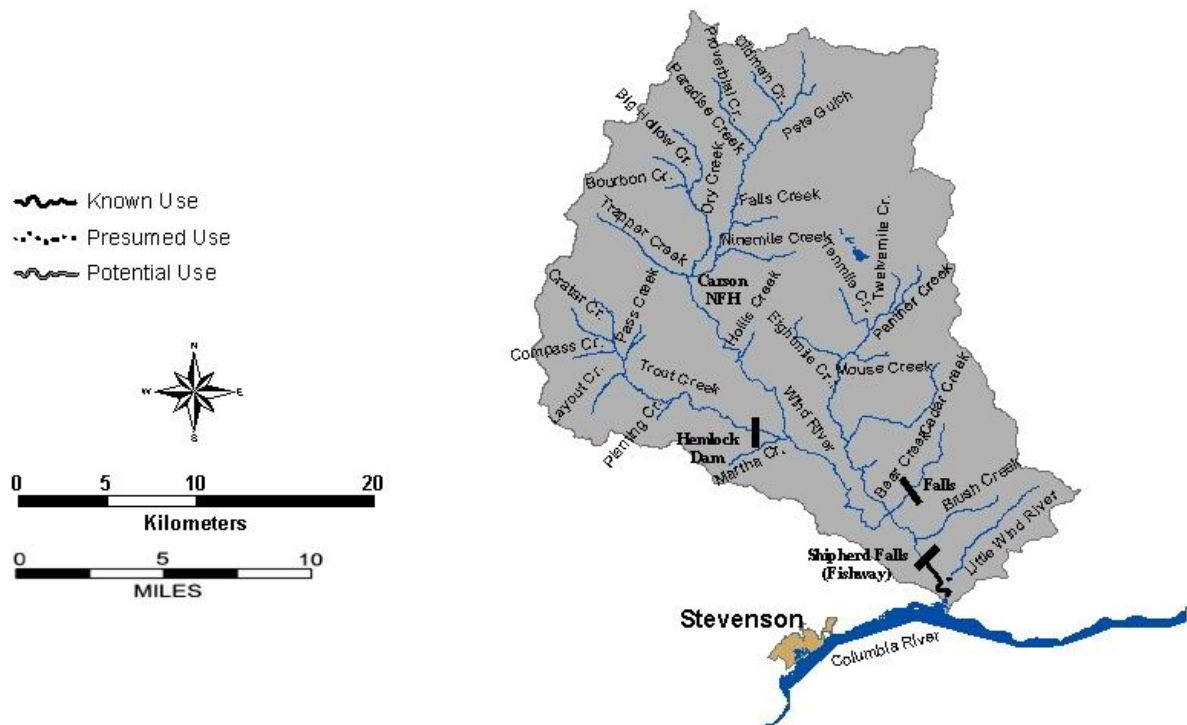 Known Use
Presumed Use
Potential Use
N
W
E
S
0 5 10 20
Kilometers
0 5 10
MILES
Proverbial Cr.
Oldman Cr.
Paradise Creek
Pete Gulch
Big Hollow Cr.
Dry Creek
Bourbon Cr.
Trapper Creek
Falls Creek
Ninemile Creek
Tenmile Cr.
Twelvemile Cr.
Panther Creek
Carson
NFH
Hollis Creek
Eightmile Cr.
Mouse Creek
Crater Cr.
Pass Creek
Compass Cr.
Layout Cr.
Trout Creek
Planting Cr.
Wind River
Cedar Creek
Hemlock
Dam
Martha Cr.
Bear Creek
Falls
Brush Creek
Shipherd Falls
(Fishway)
Little Wind River
Stevenson
Columbia River